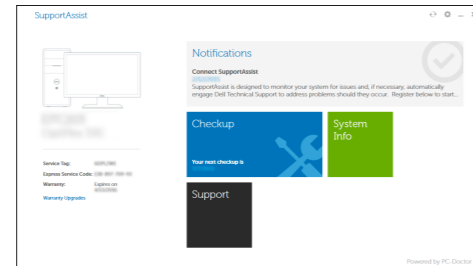 SupportAssist
Notifications
Connect SupportAssist
SupportAssist is designed to monitor your system for issues and, if necessary, automatically
engage Dell Technical Support to address problems should they occur. Register below to start...
Checkup
Your next checkup is
System
Info
Support
Service Tag:
Express Service Code:
Warranty: Expires on
Warranty Upgrades
Powered by PC-Doctor